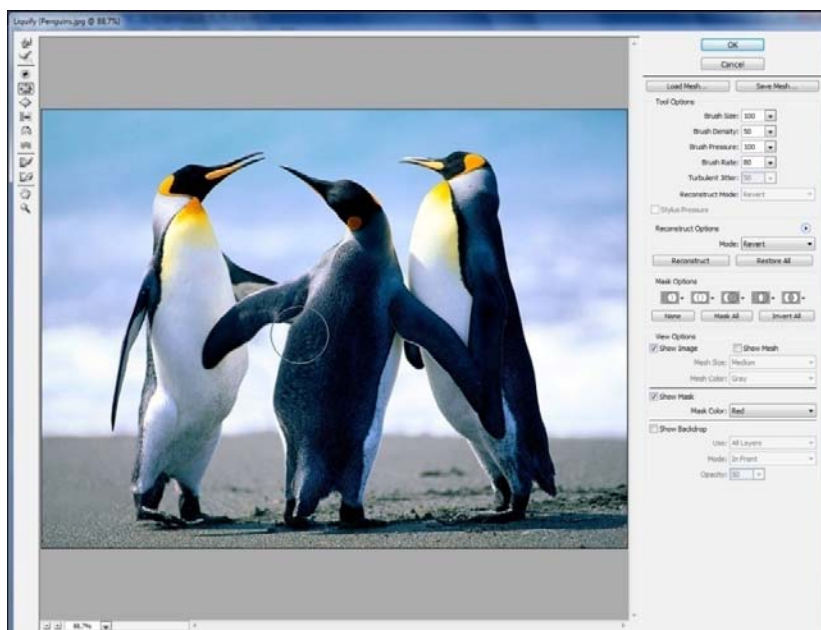 Liquify (Penguins.jpg @ 88,7%)
OK
Cancel
Load Mesh...
Save Mesh...
Tool Options
Brush Size: 100
Brush Density: 50
Brush Pressure: 100
Brush Rate: 80
Turbulent Jitter: 50
Reconstruct Mode: Revert
Stylus Pressure
Reconstruct Options
Mode: Revert
Reconstruct
Restore All
Mask Options
None
Mask All
Invert All
View Options
Show Image
Show Mesh
Mesh Size: Medium
Mesh Color: Gray
Show Mask
Mask Color: Red
Show Backdrop
Use: All Layers
Mode: In Front
Opacity: 50
88,7%